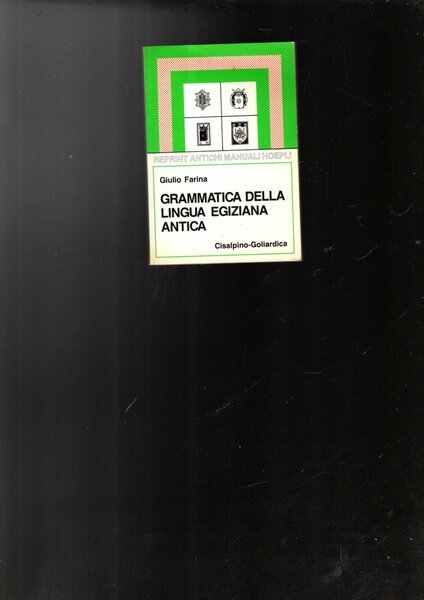 REPRINT ANTICHI MANUALI HOEPLI
Giulio Farina
GRAMMATICA DELLA
LINGUA EGIZIANA
ANTICA
Cisalpino-Goliardica